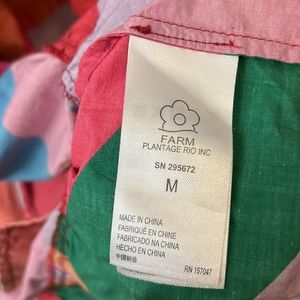 FARM
PLANTAGE RIO INC
SN 295672
M
MADE IN CHINA
FABRIQUÉ EN CHINE
FABRICADO NA CHINA
HECHO EN CHINA
中国制造
RN 157047